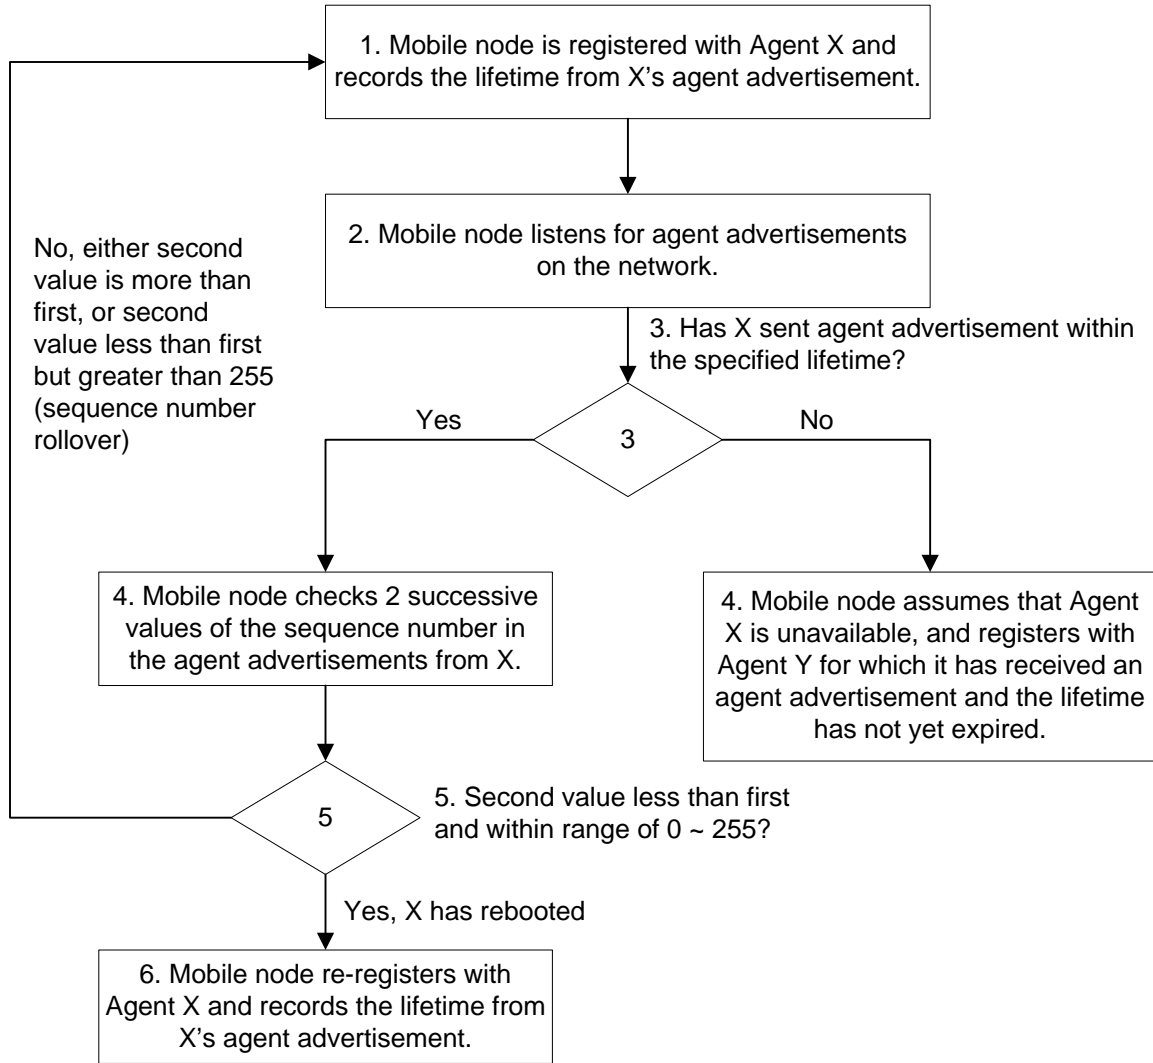 1. Mobile node is registered with Agent X and
records the lifetime from X’s agent advertisement.
2. Mobile node listens for agent advertisements
on the network.
No, either second
value is more than
first, or second
value less than first
but greater than 255
(sequence number
rollover)
3. Has X sent agent advertisement within
the specified lifetime?
Yes
3
No
4. Mobile node checks 2 successive
values of the sequence number in
the agent advertisements from X.
4. Mobile node assumes that Agent
X is unavailable, and registers with
Agent Y for which it has received an
agent advertisement and the lifetime
has not yet expired.
5
5. Second value less than first
and within range of 0 ~ 255?
Yes, X has rebooted
6. Mobile node re-registers with
Agent X and records the lifetime from
X’s agent advertisement.